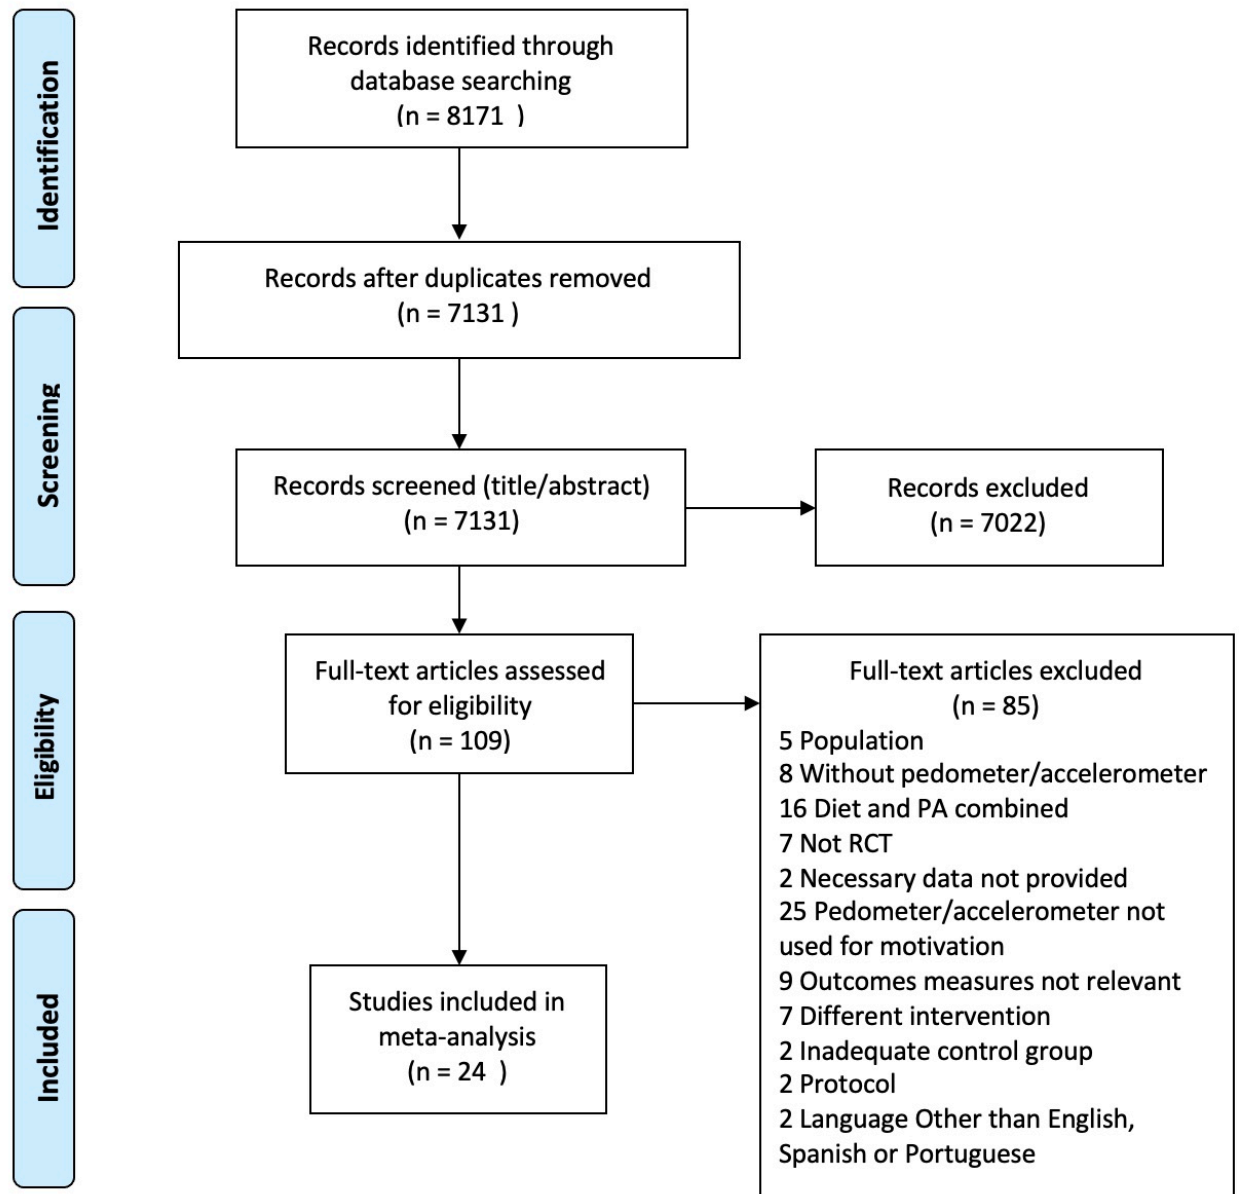 Identification
Records identified through
database searching
(n = 8171  )
Records after duplicates removed
(n = 7131 )
Screening
Records screened (title/abstract)
(n = 7131)
Records excluded
(n = 7022)
Eligibility
Full-text articles assessed
for eligibility
(n = 109)
Full-text articles excluded
(n = 85)
5 Population
8 Without pedometer/accelerometer
16 Diet and PA combined
7 Not RCT
2 Necessary data not provided
25 Pedometer/accelerometer not
used for motivation
9 Outcomes measures not relevant
7 Different intervention
2 Inadequate control group
2 Protocol
2 Language Other than English,
Spanish or Portuguese
Included
Studies included in
meta-analysis
(n = 24  )